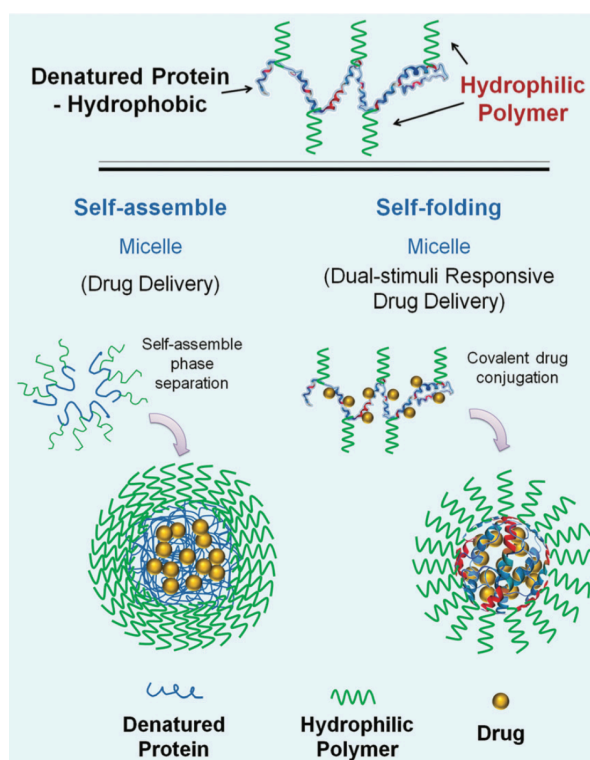 Denatured Protein
- Hydrophobic
Hydrophilic
Polymer
Self-assemble
Micelle
(Drug Delivery)
Self-folding
Micelle
(Dual-stimuli Responsive
Drug Delivery)
Self-assemble
phase
separation
Covalent drug
conjugation
Denatured
Protein
Hydrophilic
Polymer
Drug